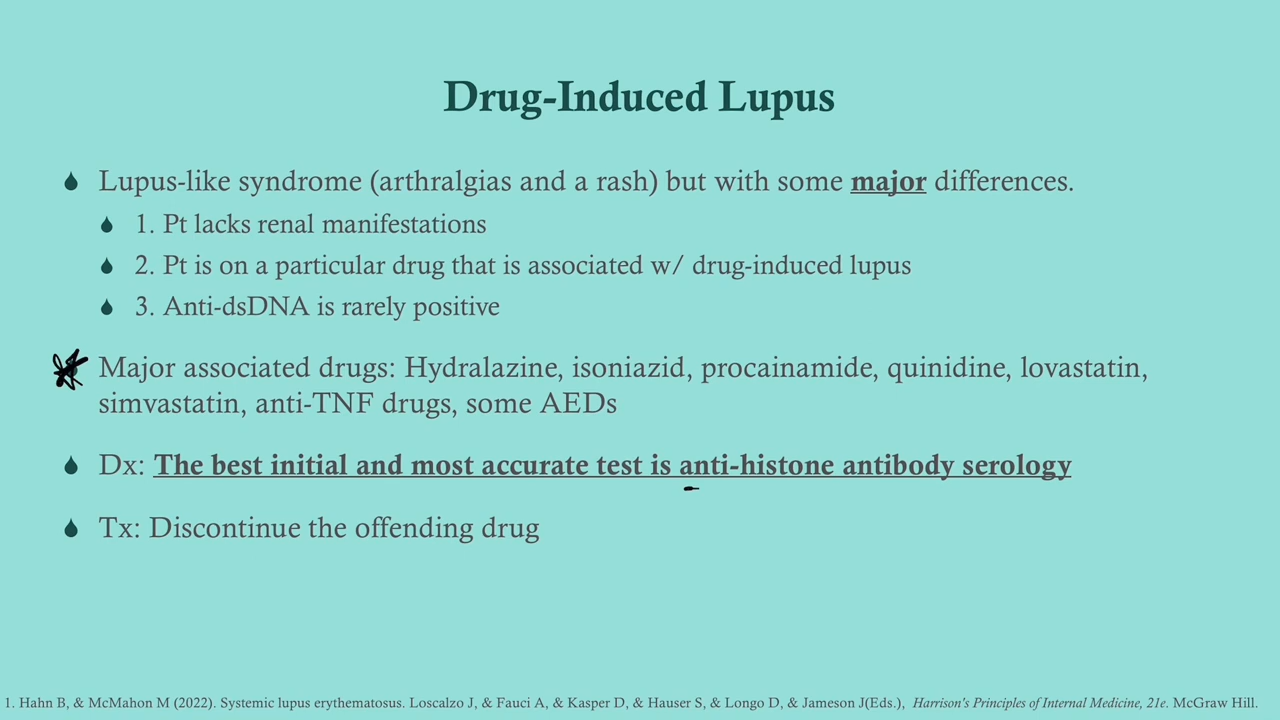 Drug-Induced Lupus
Lupus-like syndrome (arthralgias and a rash) but with some major differences.
1. Pt lacks renal manifestations
2. Pt is on a particular drug that is associated w/ drug-induced lupus
3. Anti-dsDNA is rarely positive
Major associated drugs: Hydralazine, isoniazid, procainamide, quinidine, lovastatin,
simvastatin, anti-TNF drugs, some AEDs
Dx: The best initial and most accurate test is anti-histone antibody serology
Tx: Discontinue the offending drug
1. Hahn B, & McMahon M (2022). Systemic lupus erythematosus. Loscalzo J, & Fauci A, & Kasper D, & Hauser S, & Longo D, & Jameson J(Eds.), Harrison's Principles of Internal Medicine, 21e. McGraw Hill.